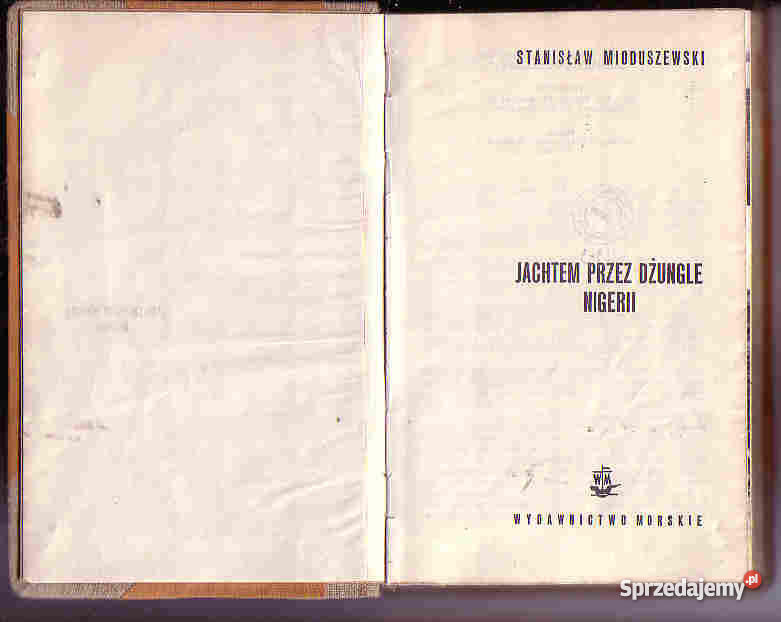 STANISŁAW MIODUSZEWSKI
JACHTEM PRZEZ DŻUNGLE
NIGERII
WM
WYDAWNICTWO MORSKIE
Sprzedajemy.pl